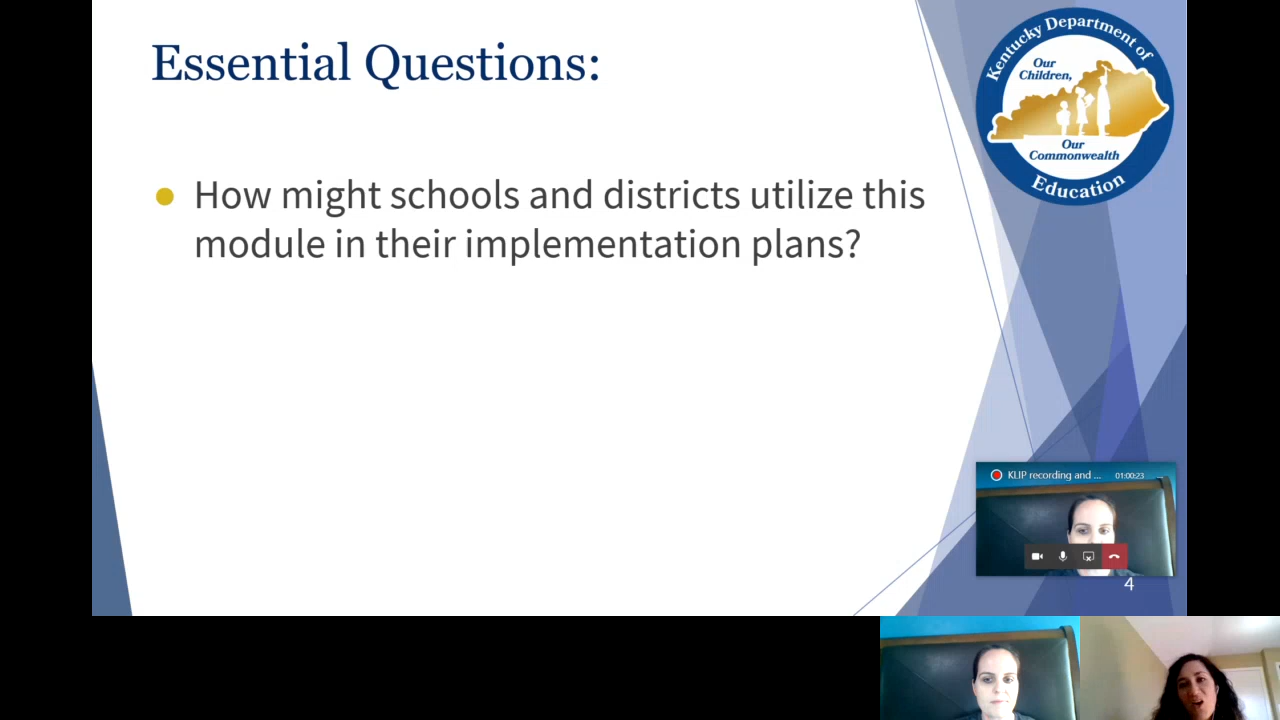 Essential Questions:
Kentucky Department of
Our
Children,
Our
Commonwealth
Education
How might schools and districts utilize this
module in their implementation plans?
KLIP recording and ...
01:00:23
4